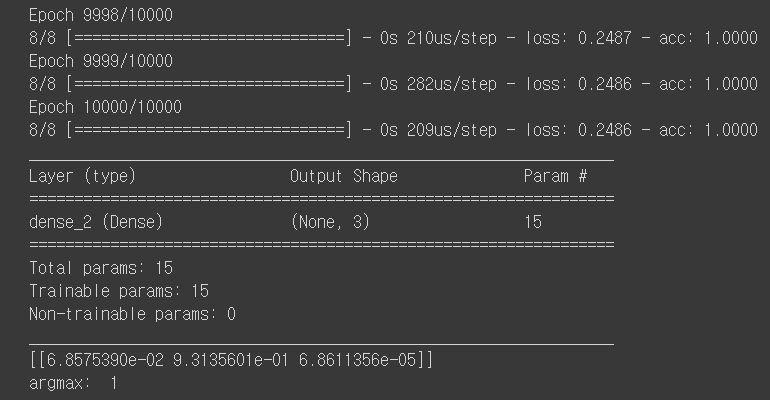 Epoch 9998/10000
8/8 [==============================] - 0s 210us/step - loss: 0.2487 - acc: 1.0000
Epoch 9999/10000
8/8 [==============================] - 0s 282us/step - loss: 0.2486 - acc: 1.0000
Epoch 10000/10000
8/8 [==============================] - 0s 209us/step - loss: 0.2486 - acc: 1.0000
_________________________________________________________________
Layer (type)                 Output Shape              Param #
=================================================================
dense_2 (Dense)              (None, 3)                 15
=================================================================
Total params: 15
Trainable params: 15
Non-trainable params: 0
_________________________________________________________________
[[6.8575390e-02 9.3135601e-01 6.8611356e-05]]
argmax:  1